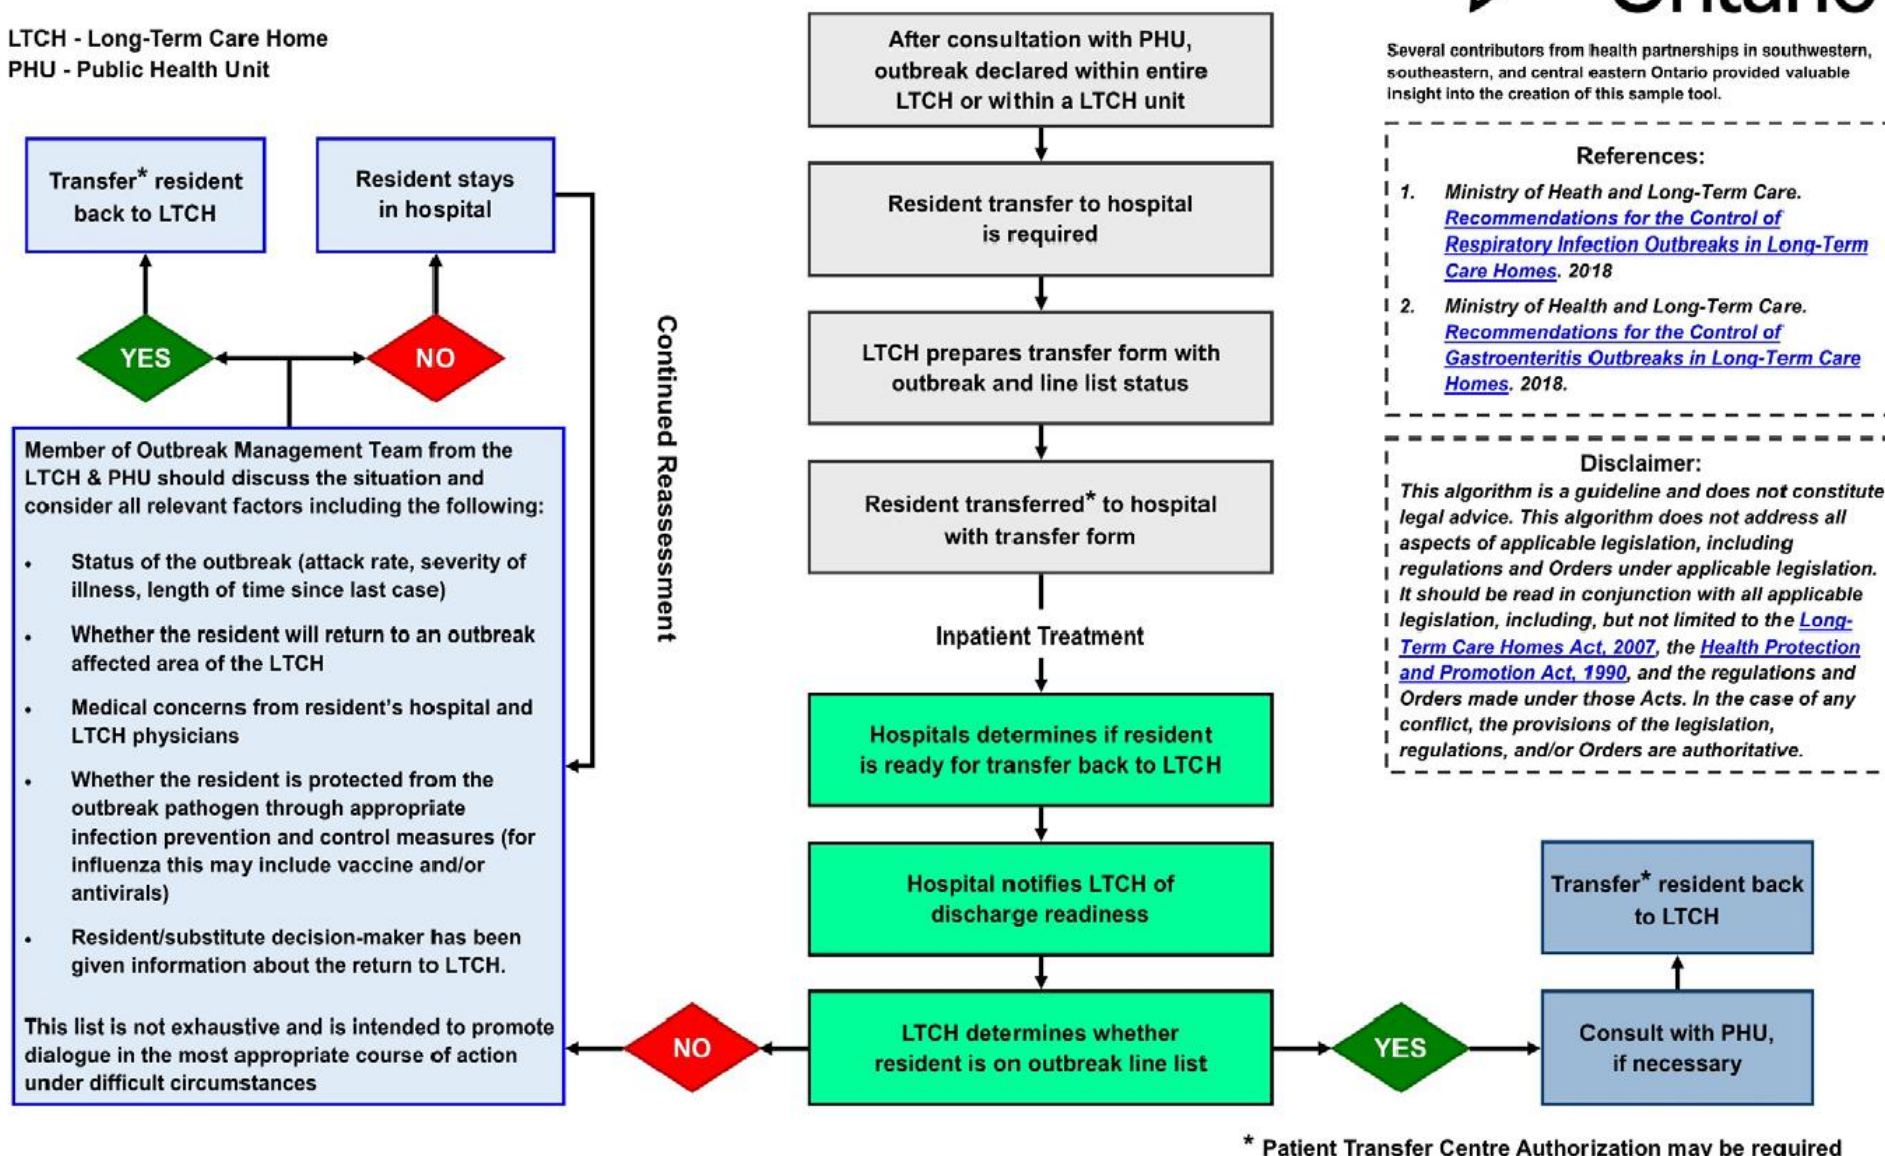 LTCH - Long-Term Care Home
PHU - Public Health Unit
Ontario
Several contributors from health partnerships in southwestern,
southeastern, and central eastern Ontario provided valuable
insight into the creation of this sample tool.
After consultation with PHU,
outbreak declared within entire
LTCH or within a LTCH unit
Resident transfer to hospital
is required
LTCH prepares transfer form with
outbreak and line list status
Resident transferred* to hospital
with transfer form
Inpatient Treatment
Hospitals determines if resident
is ready for transfer back to LTCH
Hospital notifies LTCH of
discharge readiness
LTCH determines whether
resident is on outbreak line list
NO
YES
Consult with PHU,
if necessary
Transfer* resident back
to LTCH
Transfer* resident
back to LTCH
Resident stays
in hospital
YES
NO
Continued Reassessment
Member of Outbreak Management Team from the
LTCH & PHU should discuss the situation and
consider all relevant factors including the following:
• Status of the outbreak (attack rate, severity of
illness, length of time since last case)
• Whether the resident will return to an outbreak
affected area of the LTCH
• Medical concerns from resident's hospital and
LTCH physicians
• Whether the resident is protected from the
outbreak pathogen through appropriate
infection prevention and control measures (for
influenza this may include vaccine and/or
antivirals)
• Resident/substitute decision-maker has been
given information about the return to LTCH.
This list is not exhaustive and is intended to promote
dialogue in the most appropriate course of action
under difficult circumstances
References:
1. Ministry of Heath and Long-Term Care.
Recommendations for the Control of
Respiratory Infection Outbreaks in Long-Term
Care Homes. 2018
2. Ministry of Health and Long-Term Care.
Recommendations for the Control of
Gastroenteritis Outbreaks in Long-Term Care
Homes. 2018.
Disclaimer:
This algorithm is a guideline and does not constitute
legal advice. This algorithm does not address all
aspects of applicable legislation, including
regulations and Orders under applicable legislation.
It should be read in conjunction with all applicable
legislation, including, but not limited to the Long-
Term Care Homes Act, 2007, the Health Protection
and Promotion Act, 1990, and the regulations and
Orders made under those Acts. In the case of any
conflict, the provisions of the legislation,
regulations, and/or Orders are authoritative.
* Patient Transfer Centre Authorization may be required